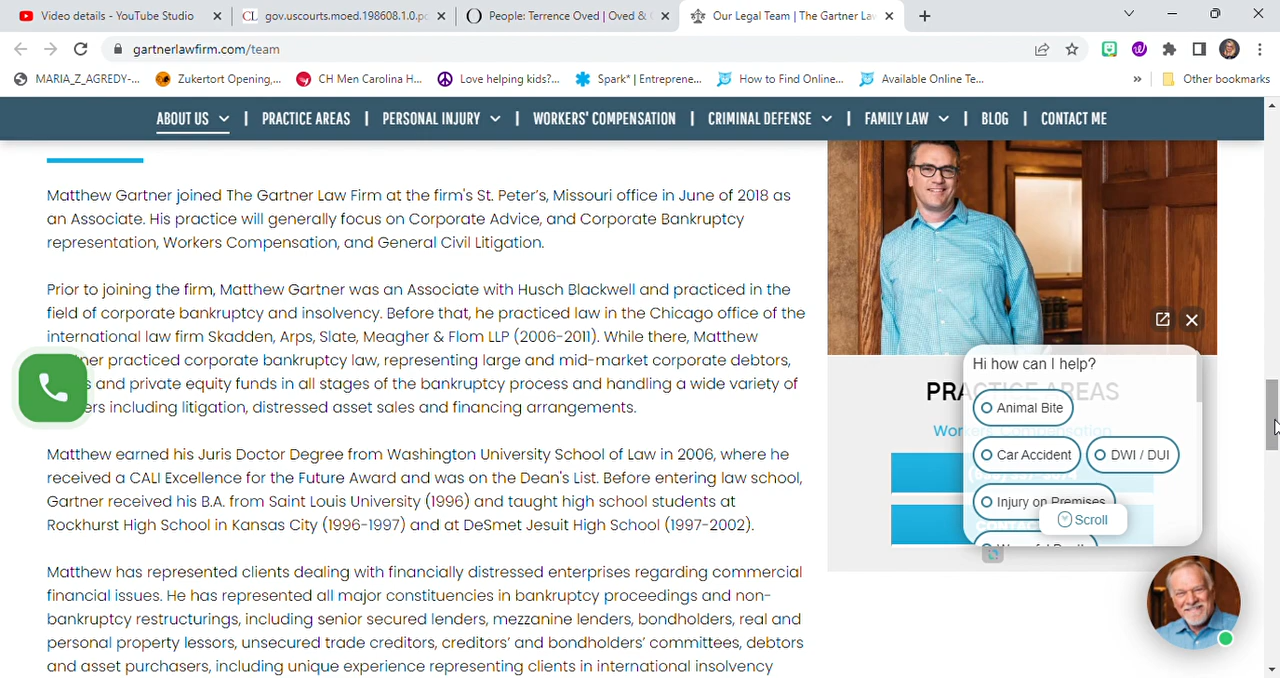 Video details - YouTube Studio
gov.uscourts.moed.198608.1.0.pc
People: Terrence Oved | Oved &
Our Legal Team | The Gartner Law
gartnerlawfirm.com/team
MARIA_Z_AGREDY-...
Zukertort Opening,...
CH Men Carolina H...
Love helping kids?...
Spark* | Entreprene...
How to Find Online...
Available Online Te...
»
Other bookmarks
ABOUT US | PRACTICE AREAS | PERSONAL INJURY | WORKERS' COMPENSATION | CRIMINAL DEFENSE | FAMILY LAW | BLOG | CONTACT ME
Matthew Gartner joined The Gartner Law Firm at the firm's St. Peter's, Missouri office in June of 2018 as
an Associate. His practice will generally focus on Corporate Advice, and Corporate Bankruptcy
representation, Workers Compensation, and General Civil Litigation.
Prior to joining the firm, Matthew Gartner was an Associate with Husch Blackwell and practiced in the
field of corporate bankruptcy and insolvency. Before that, he practiced law in the Chicago office of the
international law firm Skadden, Arps, Slate, Meagher & Flom LLP (2006-2011). While there, Matthew
practiced corporate bankruptcy law, representing large and mid-market corporate debtors,
and private equity funds in all stages of the bankruptcy process and handling a wide variety of
including litigation, distressed asset sales and financing arrangements.
Matthew earned his Juris Doctor Degree from Washington University School of Law in 2006, where he
received a CALI Excellence for the Future Award and was on the Dean's List. Before entering law school,
Gartner received his B.A. from Saint Louis University (1996) and taught high school students at
Rockhurst High School in Kansas City (1996-1997) and at DeSmet Jesuit High School (1997-2002).
Matthew has represented clients dealing with financially distressed enterprises regarding commercial
financial issues. He has represented all major constituencies in bankruptcy proceedings and non-
bankruptcy restructurings, including senior secured lenders, mezzanine lenders, bondholders, real and
personal property lessors, unsecured trade creditors, creditors' and bondholders' committees, debtors
and asset purchasers, including unique experience representing clients in international insolvency
PRACTICE AREAS
Workers' Compensation
Hi how can I help?
Animal Bite
Car Accident
DWI / DUI
Injury on Premises
Scroll